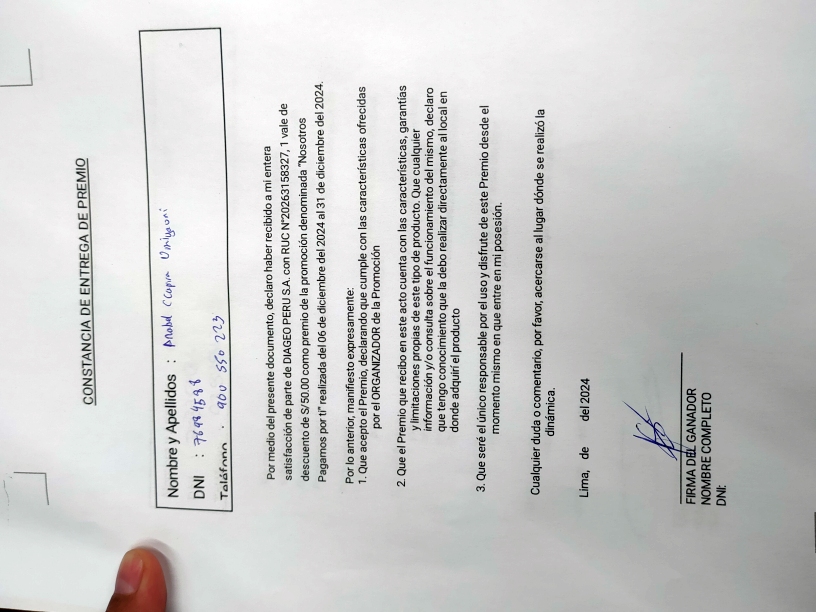 CONSTANCIA DE ENTREGA DE PREMIO
Nombre y Apellidos : Mabel Ccopa
DNI : 76984598
Teléfono : 900 550 223
Por medio del presente documento, declaro haber recibido a mi entera
satisfacción de parte de DIAGEO PERU S.A. con RUC N°20263158327, 1 vale de
descuento de S/50.00 como premio de la promoción denominada "Nosotros
Pagamos por ti" realizada del 06 de diciembre del 2024 al 31 de diciembre del 2024.
Por lo anterior, manifiesto expresamente:
1. Que acepto el Premio, declarando que cumple con las características ofrecidas
por el ORGANIZADOR de la Promoción
2. Que el Premio que recibo en este acto cuenta con las características, garantías
y limitaciones propias de este tipo de producto. Que cualquier
información y/o consulta sobre el funcionamiento del mismo, declaro
que tengo conocimiento que la debo realizar directamente al local en
donde adquirí el producto
3. Que seré el único responsable por el uso y disfrute de este Premio desde el
momento mismo en que entre en mi posesión.
Cualquier duda o comentario, por favor, acercarse al lugar dónde se realizó la
dinámica.
Lima, de del 2024
FIRMA DEL GANADOR
NOMBRE COMPLETO
DNI: